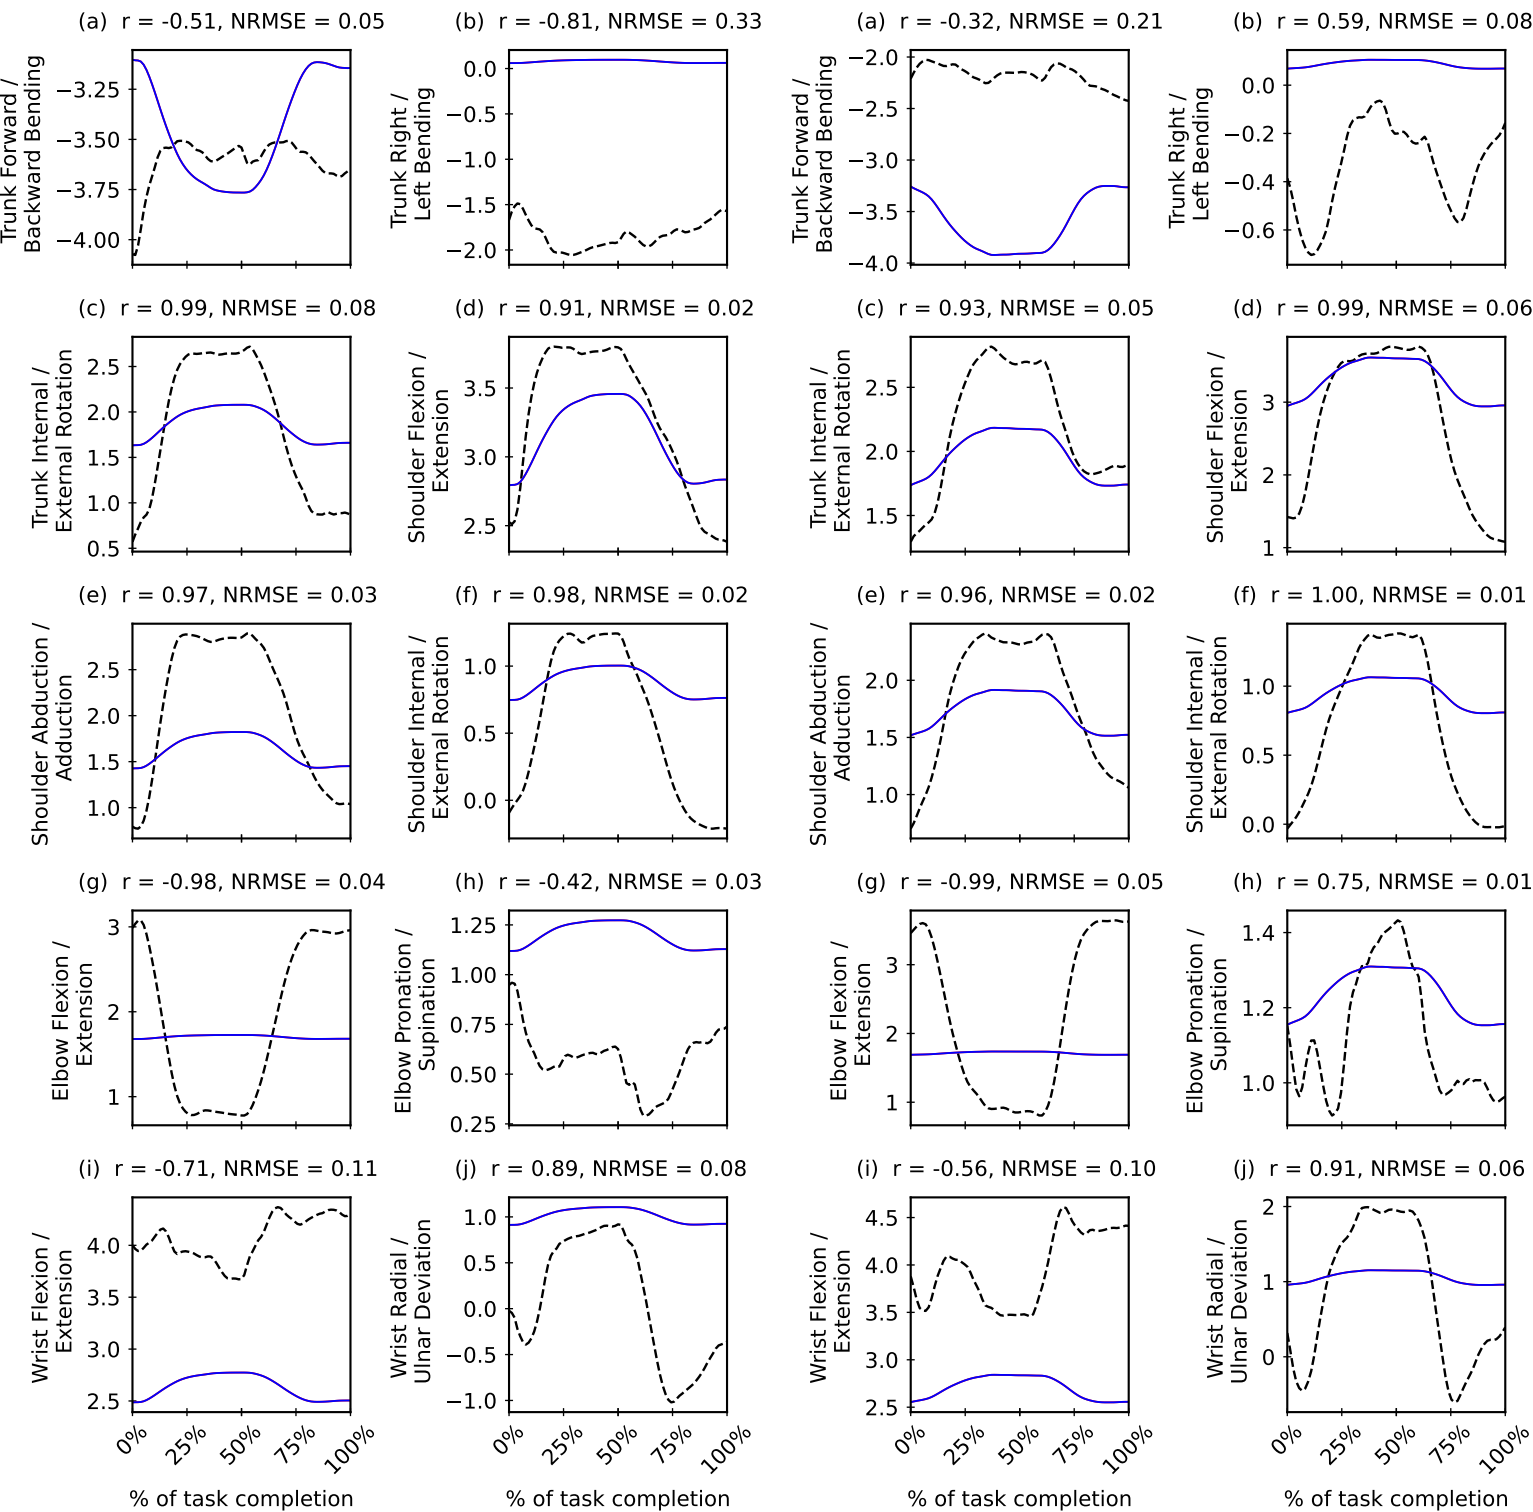 (a)  r = -0.51, NRMSE = 0.05
(b)  r = -0.81, NRMSE = 0.33
(a)  r = -0.32, NRMSE = 0.21
(b)  r = 0.59, NRMSE = 0.08
Trunk Forward /
Backward Bending
−3.25
−3.50
−3.75
−4.00
Trunk Right /
Left Bending
0.0
−0.5
−1.0
−1.5
−2.0
Trunk Forward /
Backward Bending
−2.0
−2.5
−3.0
−3.5
−4.0
Trunk Right /
Left Bending
0.0
−0.2
−0.4
−0.6
(c)  r = 0.99, NRMSE = 0.08
(d)  r = 0.91, NRMSE = 0.02
(c)  r = 0.93, NRMSE = 0.05
(d)  r = 0.99, NRMSE = 0.06
Trunk Internal /
External Rotation
2.5
2.0
1.5
1.0
0.5
Shoulder Flexion /
Extension
3.5
3.0
2.5
Trunk Internal /
External Rotation
2.5
2.0
1.5
Shoulder Flexion /
Extension
3
2
1
(e)  r = 0.97, NRMSE = 0.03
(f)  r = 0.98, NRMSE = 0.02
(e)  r = 0.96, NRMSE = 0.02
(f)  r = 1.00, NRMSE = 0.01
Shoulder Abduction /
Adduction
2.5
2.0
1.5
1.0
Shoulder Internal /
External Rotation
1.0
0.5
0.0
Shoulder Abduction /
Adduction
2.0
1.5
1.0
Shoulder Internal /
External Rotation
1.0
0.5
0.0
(g)  r = -0.98, NRMSE = 0.04
(h)  r = -0.42, NRMSE = 0.03
(g)  r = -0.99, NRMSE = 0.05
(h)  r = 0.75, NRMSE = 0.01
Elbow Flexion /
Extension
3
2
1
Elbow Pronation /
Supination
1.25
1.00
0.75
0.50
0.25
Elbow Flexion /
Extension
3
2
1
Elbow Pronation /
Supination
1.4
1.2
1.0
(i)  r = -0.71, NRMSE = 0.11
(j)  r = 0.89, NRMSE = 0.08
(i)  r = -0.56, NRMSE = 0.10
(j)  r = 0.91, NRMSE = 0.06
Wrist Flexion /
Extension
4.0
3.5
3.0
2.5
Wrist Radial /
Ulnar Deviation
1.0
0.5
0.0
−0.5
−1.0
Wrist Flexion /
Extension
4.5
4.0
3.5
3.0
2.5
Wrist Radial /
Ulnar Deviation
2
1
0
0% 25% 50% 75% 100%
0% 25% 50% 75% 100%
0% 25% 50% 75% 100%
0% 25% 50% 75% 100%
% of task completion
% of task completion
% of task completion
% of task completion